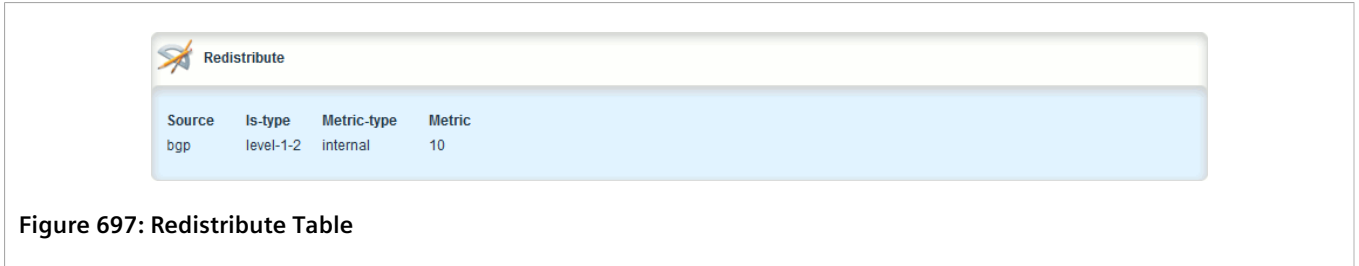 Redistribute
Source Is-type Metric-type Metric
bgp level-1-2 internal 10
Figure 697: Redistribute Table